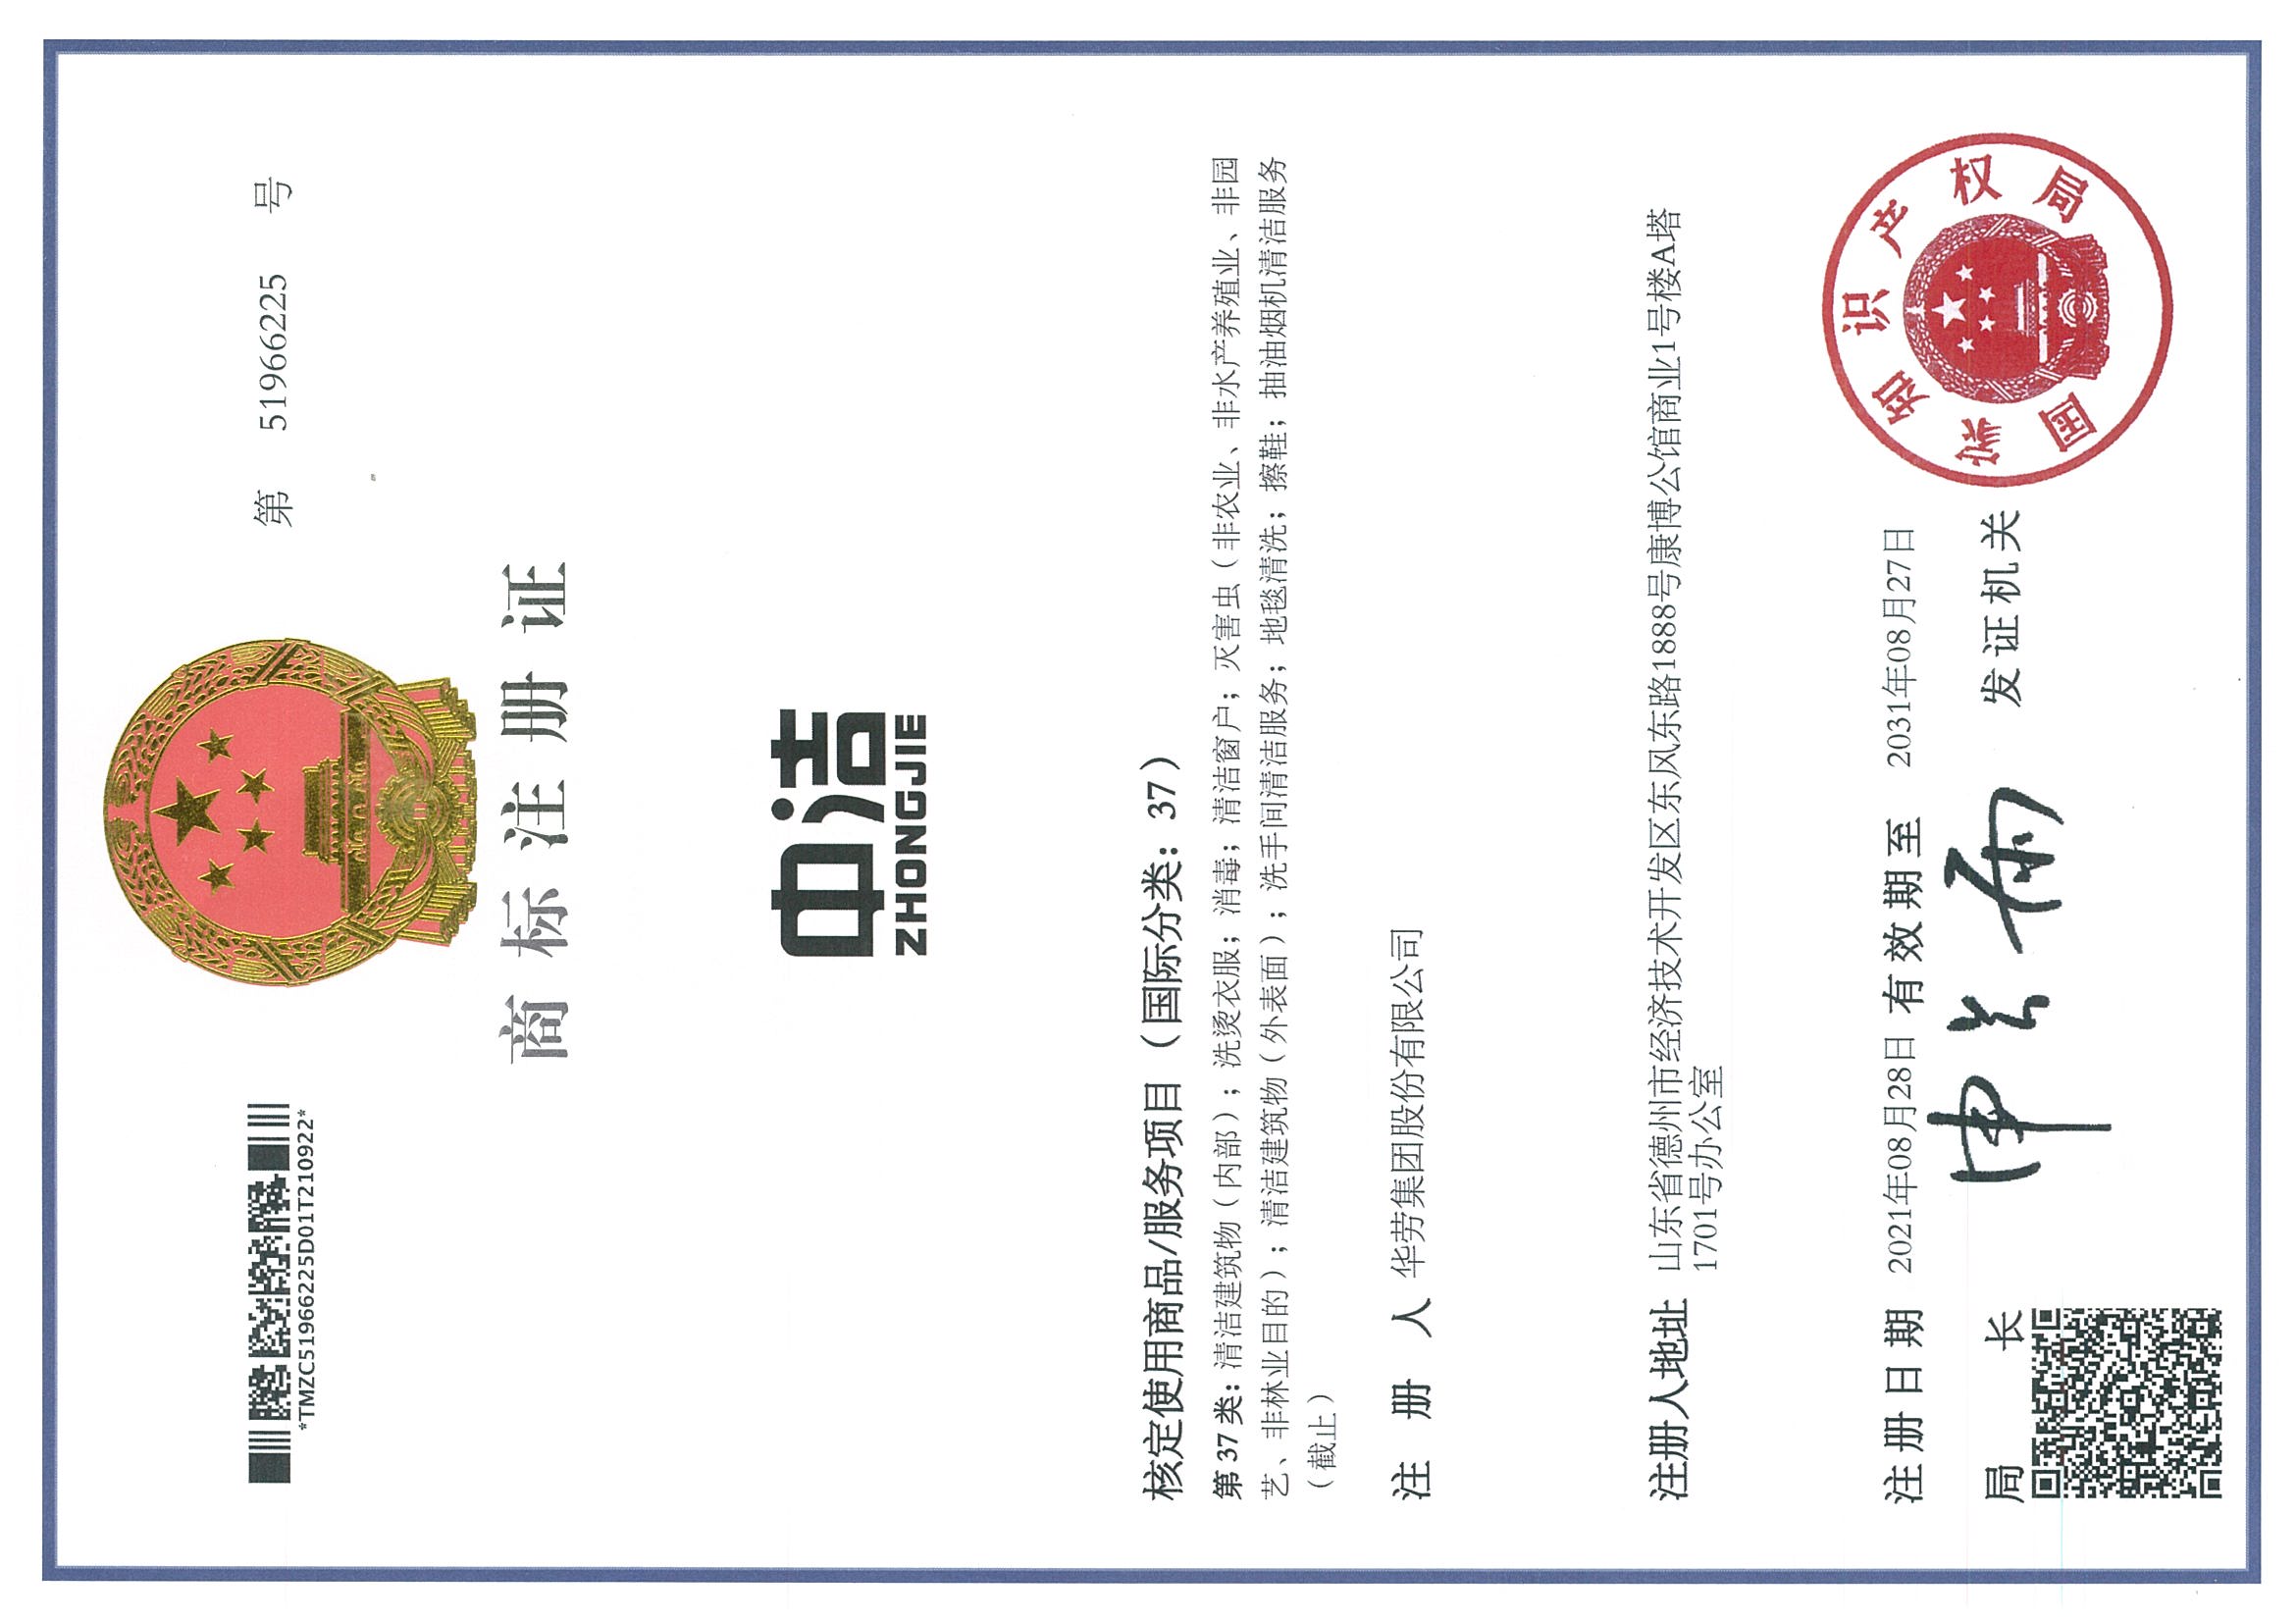 *TMZC51966225D01T210922*
第 51966225 号
商标注册证
中洁
ZHONGJIE
核定使用商品/服务项目（国际分类：37）
第 37 类：清洁建筑物（内部）；洗烫衣服；消毒；清洁窗户；灭害虫（非农业、非水产养殖业、非园
艺、非林业目的）；清洁建筑物（外表面）；洗手间清洁服务；地毯清洗；擦鞋；抽油烟机清洁服务
（截止）
注册人 华劳集团股份有限公司
注册人地址 山东省德州市经济技术开发区东风东路1888号康博公馆商业1号楼A塔
1701号办公室
注册日期 2021年08月28日 有效期至 2031年08月27日
局长 申长雨 发证机关
国家知识产权局